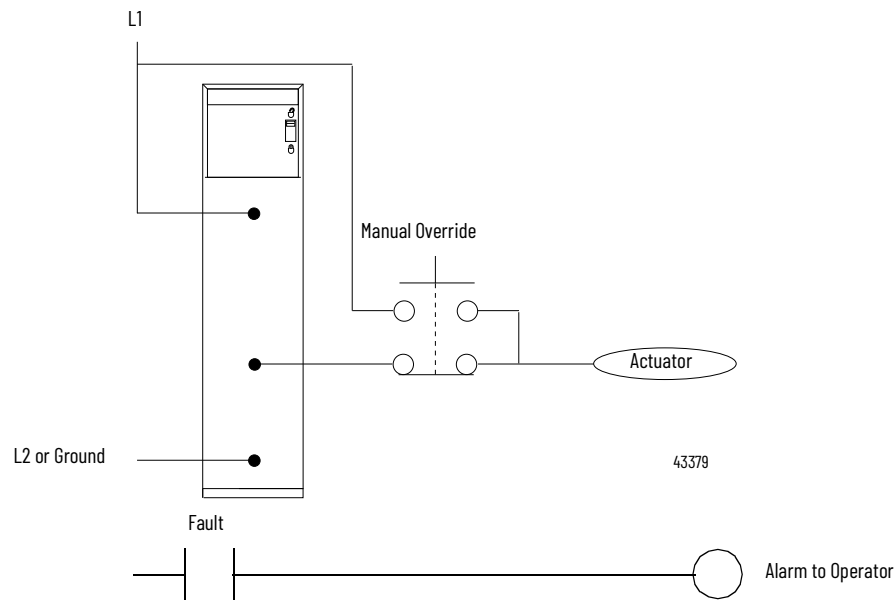 L1
Manual Override
Actuator
L2 or Ground
43379
Fault
Alarm to Operator